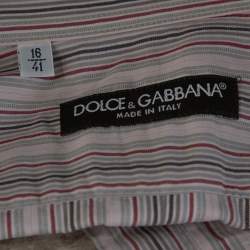 16
41
DOLCE & GABBANA®
MADE IN ITALY